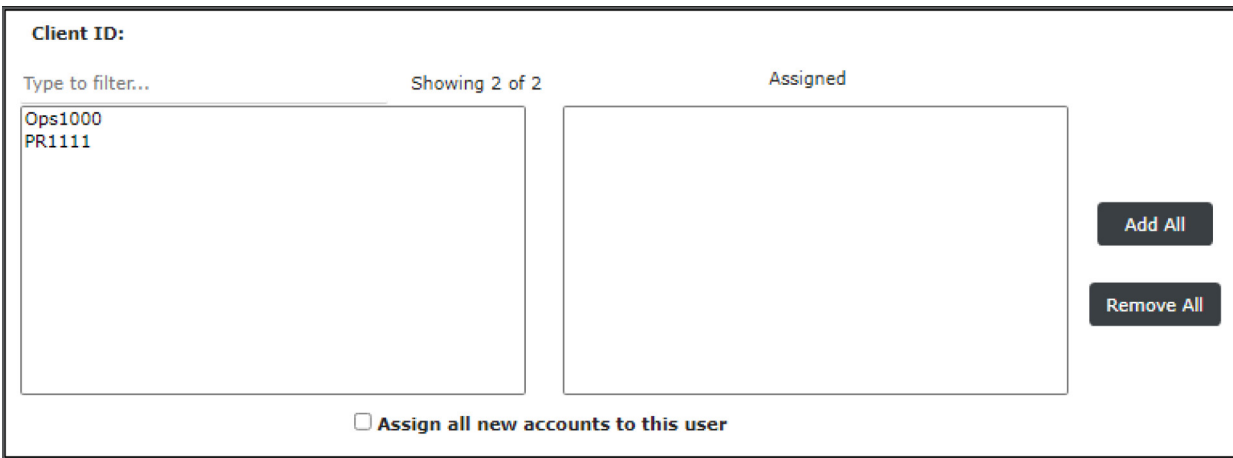 Client ID:
Type to filter...
Showing 2 of 2
Assigned
Ops1000
PR1111
Add All
Remove All
Assign all new accounts to this user